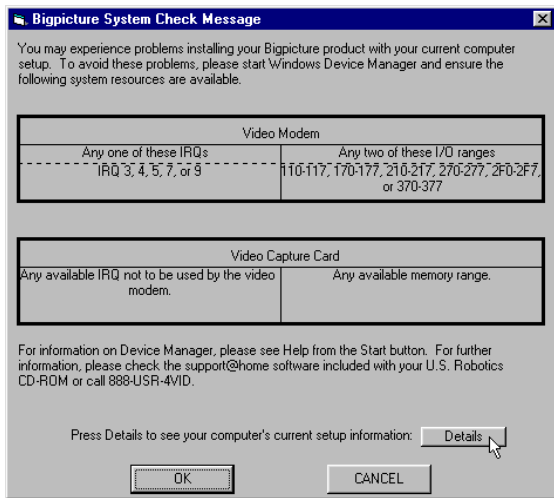 Bigpicture System Check Message
You may experience problems installing your Bigpicture product with your current computer
setup. To avoid these problems, please start Windows Device Manager and ensure the
following system resources are available.
Video Modem
Any one of these IRQs
IRQ 3, 4, 5, 7, or 9
Any two of these I/O ranges
110-117, 170-177, 210-217, 270-277, 2F0-2F7,
or 370-377
Video Capture Card
Any available IRQ not to be used by the video
modem.
Any available memory range.
For information on Device Manager, please see Help from the Start button. For further
information, please check the support@home software included with your U.S. Robotics
CD-ROM or call 888-USR-4VID.
Press Details to see your computer's current setup information:
Details
OK
CANCEL